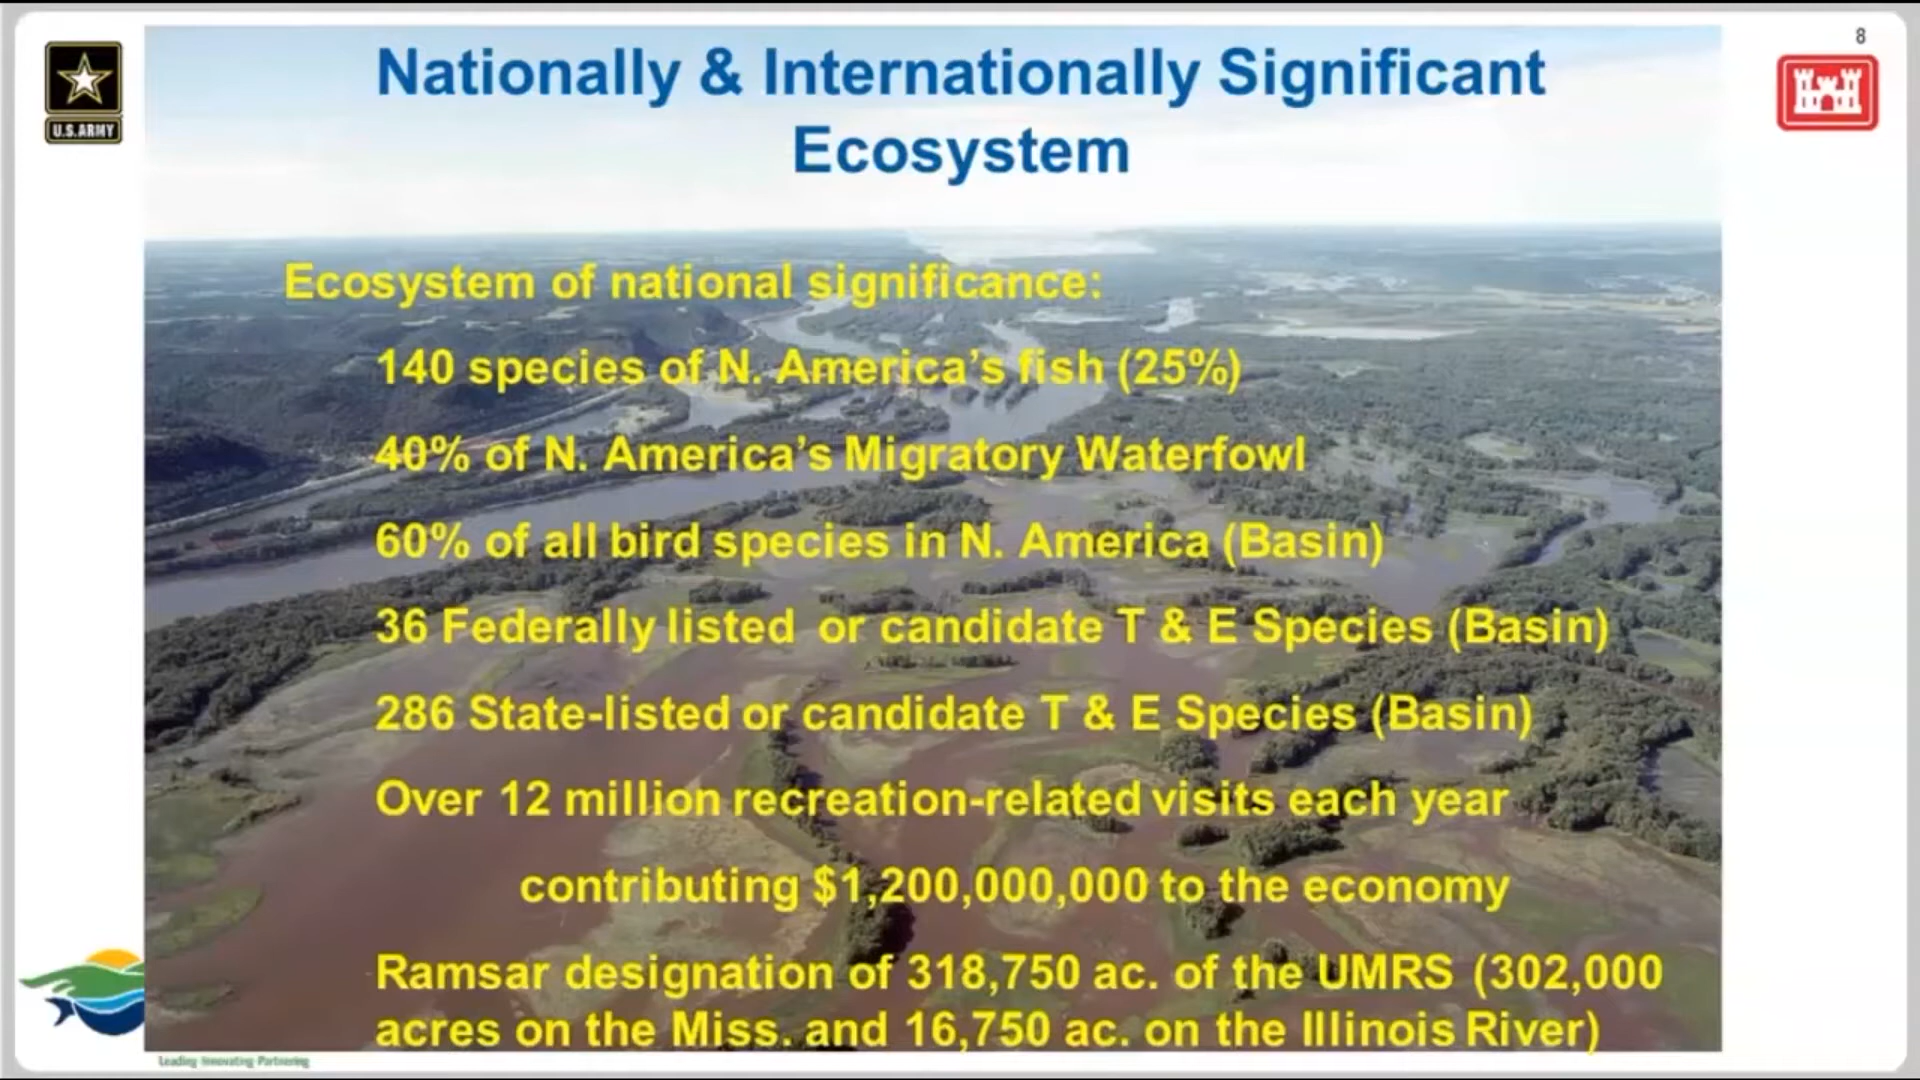 8
U.S.ARMY
Nationally & Internationally Significant
Ecosystem
Ecosystem of national significance:
140 species of N. America's fish (25%)
40% of N. America's Migratory Waterfowl
60% of all bird species in N. America (Basin)
36 Federally listed or candidate T & E Species (Basin)
286 State-listed or candidate T & E Species (Basin)
Over 12 million recreation-related visits each year
contributing $1,200,000,000 to the economy
Ramsar designation of 318,750 ac. of the UMRS (302,000
acres on the Miss. and 16,750 ac. on the Illinois River)
Leading Innovating Partnering